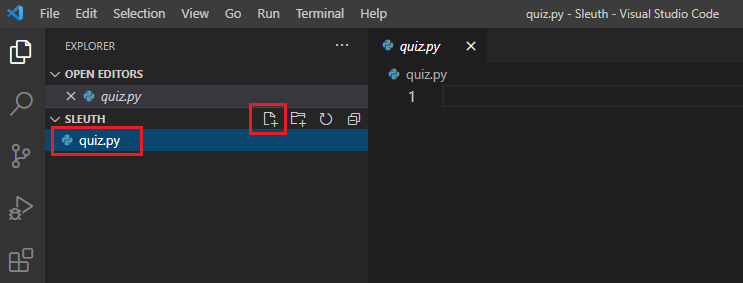 File Edit Selection View Go Run Terminal Help quiz.py - Sleuth - Visual Studio Code
EXPLORER
quiz.py
OPEN EDITORS
quiz.py
quiz.py
1
SLEUTH
quiz.py